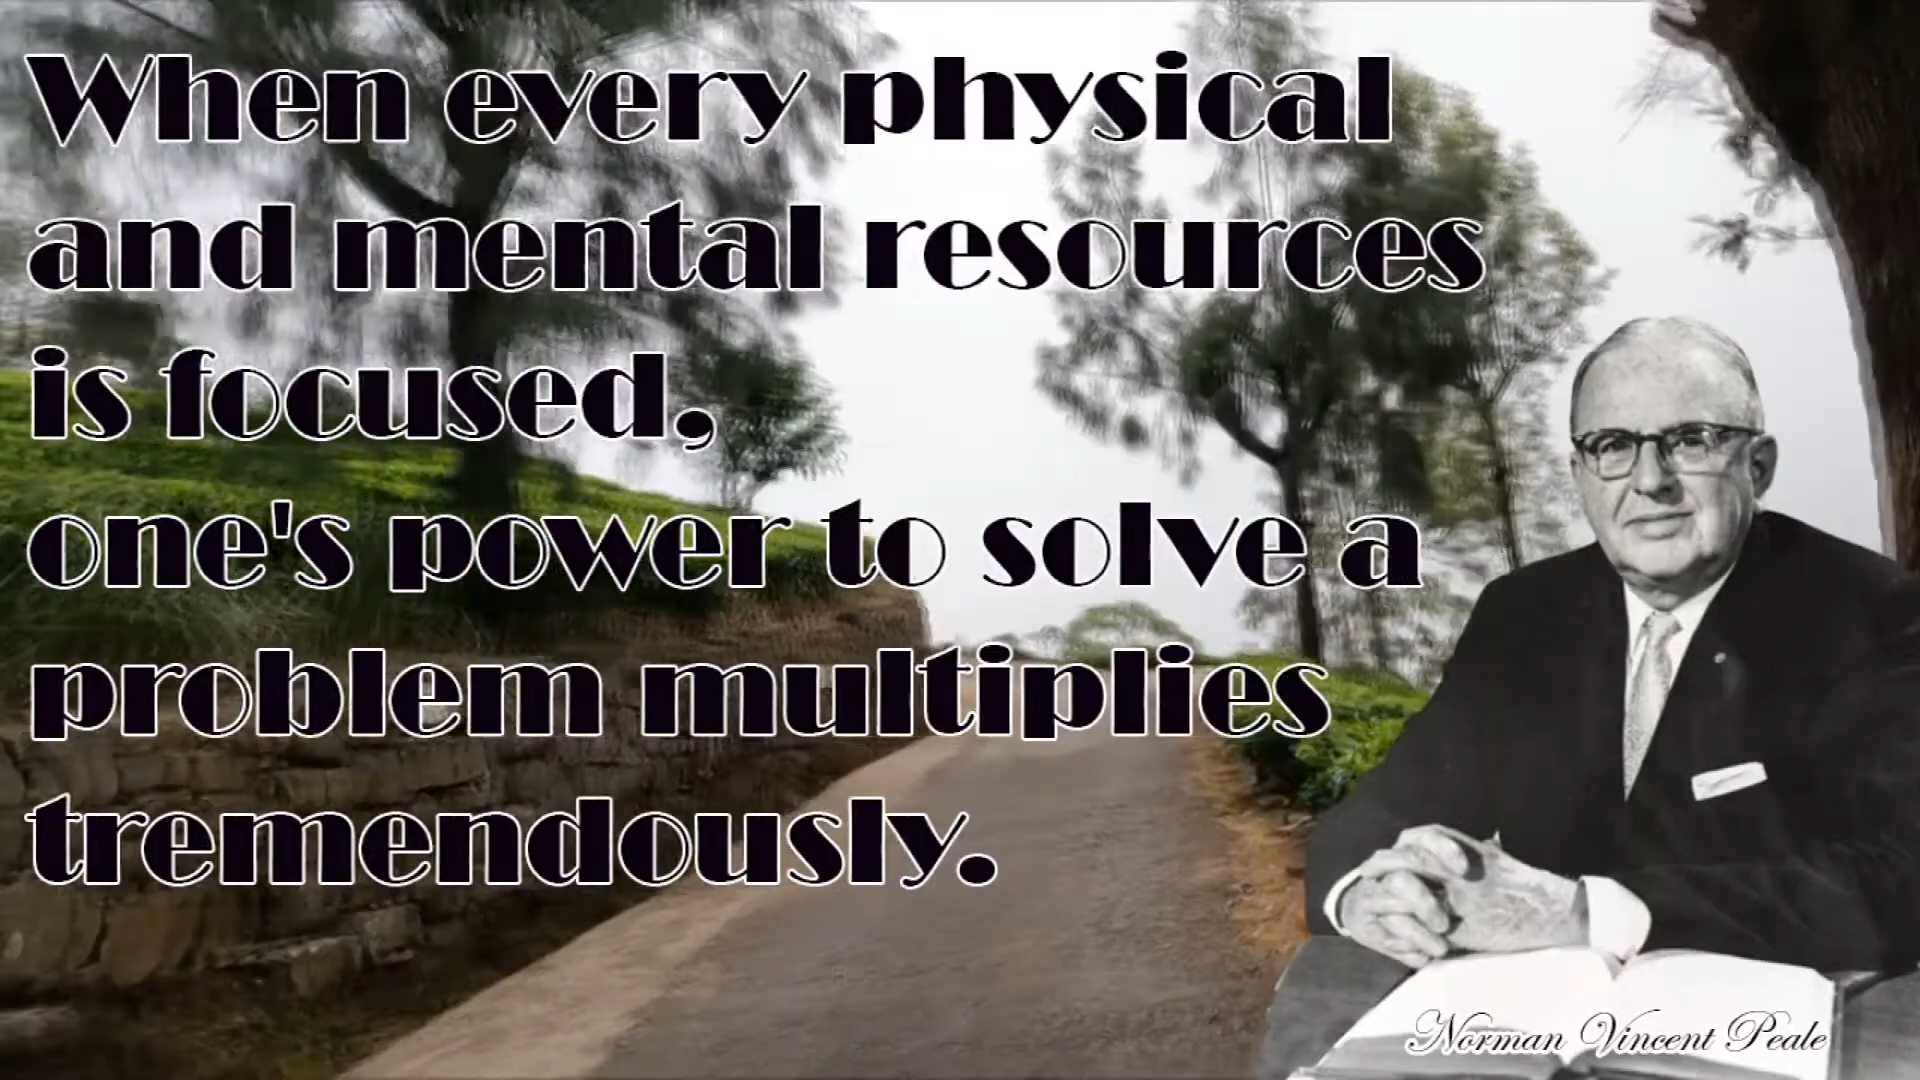 When every physical
and mental resources
is focused,
one's power to solve a
problem multiplies
tremendously.
Norman Vincent Peale